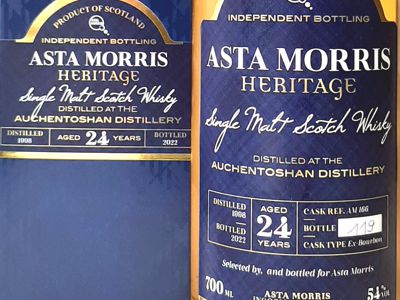 PRODUCT OF SCOTLAND
INDEPENDENT BOTTLING
ASTA MORRIS
HERITAGE
Single Malt Scotch Whisky
DISTILLED AT THE
AUCHENTOSHAN DISTILLERY
DISTILLED
1998
AGED 24 YEARS
BOTTLED
2022
INDEPENDENT BOTTLING
ASTA MORRIS
HERITAGE
Single Malt Scotch Whisky
DISTILLED AT THE
AUCHENTOSHAN DISTILLERY
DISTILLED
1998
BOTTLED
2022
AGED
24
YEARS
CASK REF. AM 166
BOTTLE 119
CASK TYPE Ex-Bourbon
Selected by, and bottled for Asta Morris
700 ML
ASTA MORRIS
54%